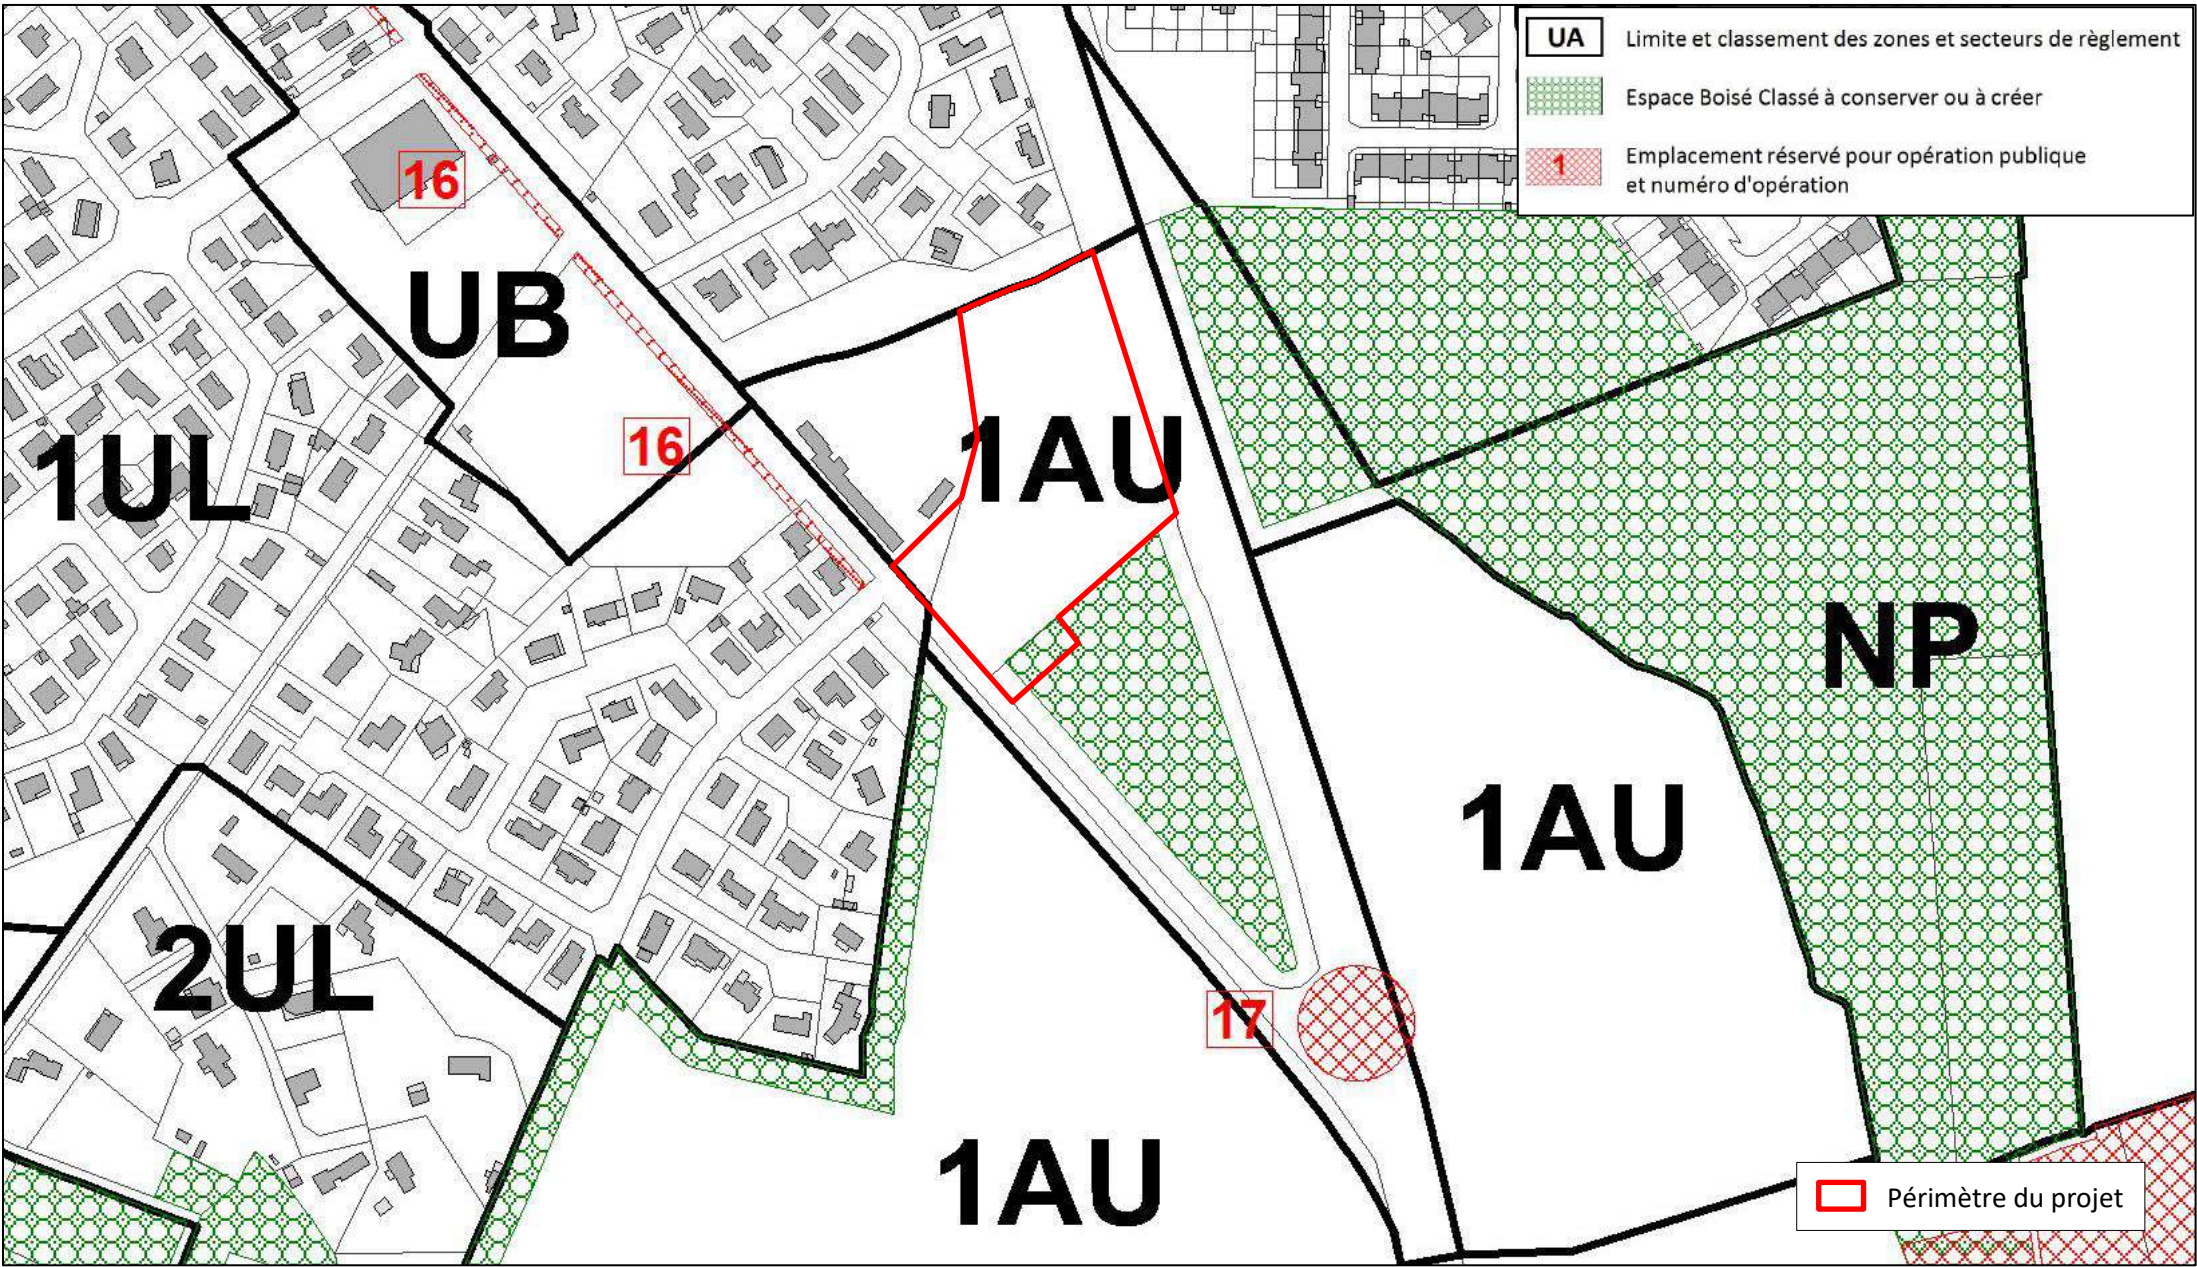 UA Limite et classement des zones et secteurs de règlement
Espace Boisé Classé à conserver ou à créer
1 Emplacement réservé pour opération publique
et numéro d'opération
16
UB
16
1AU
1UL
NP
1AU
2UL
17
1AU
Périmètre du projet